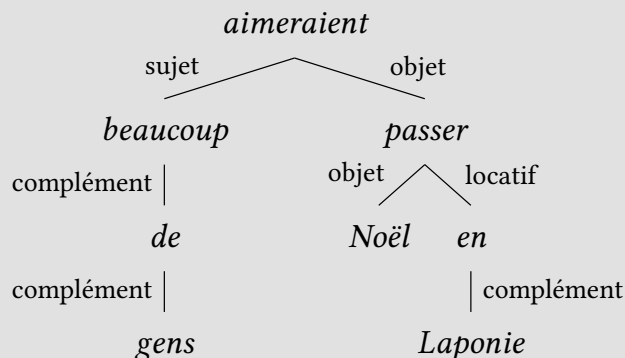 aimeraient
sujet objet
beaucoup passer
complément objet locatif
de Noël en
complément complément
gens Laponie